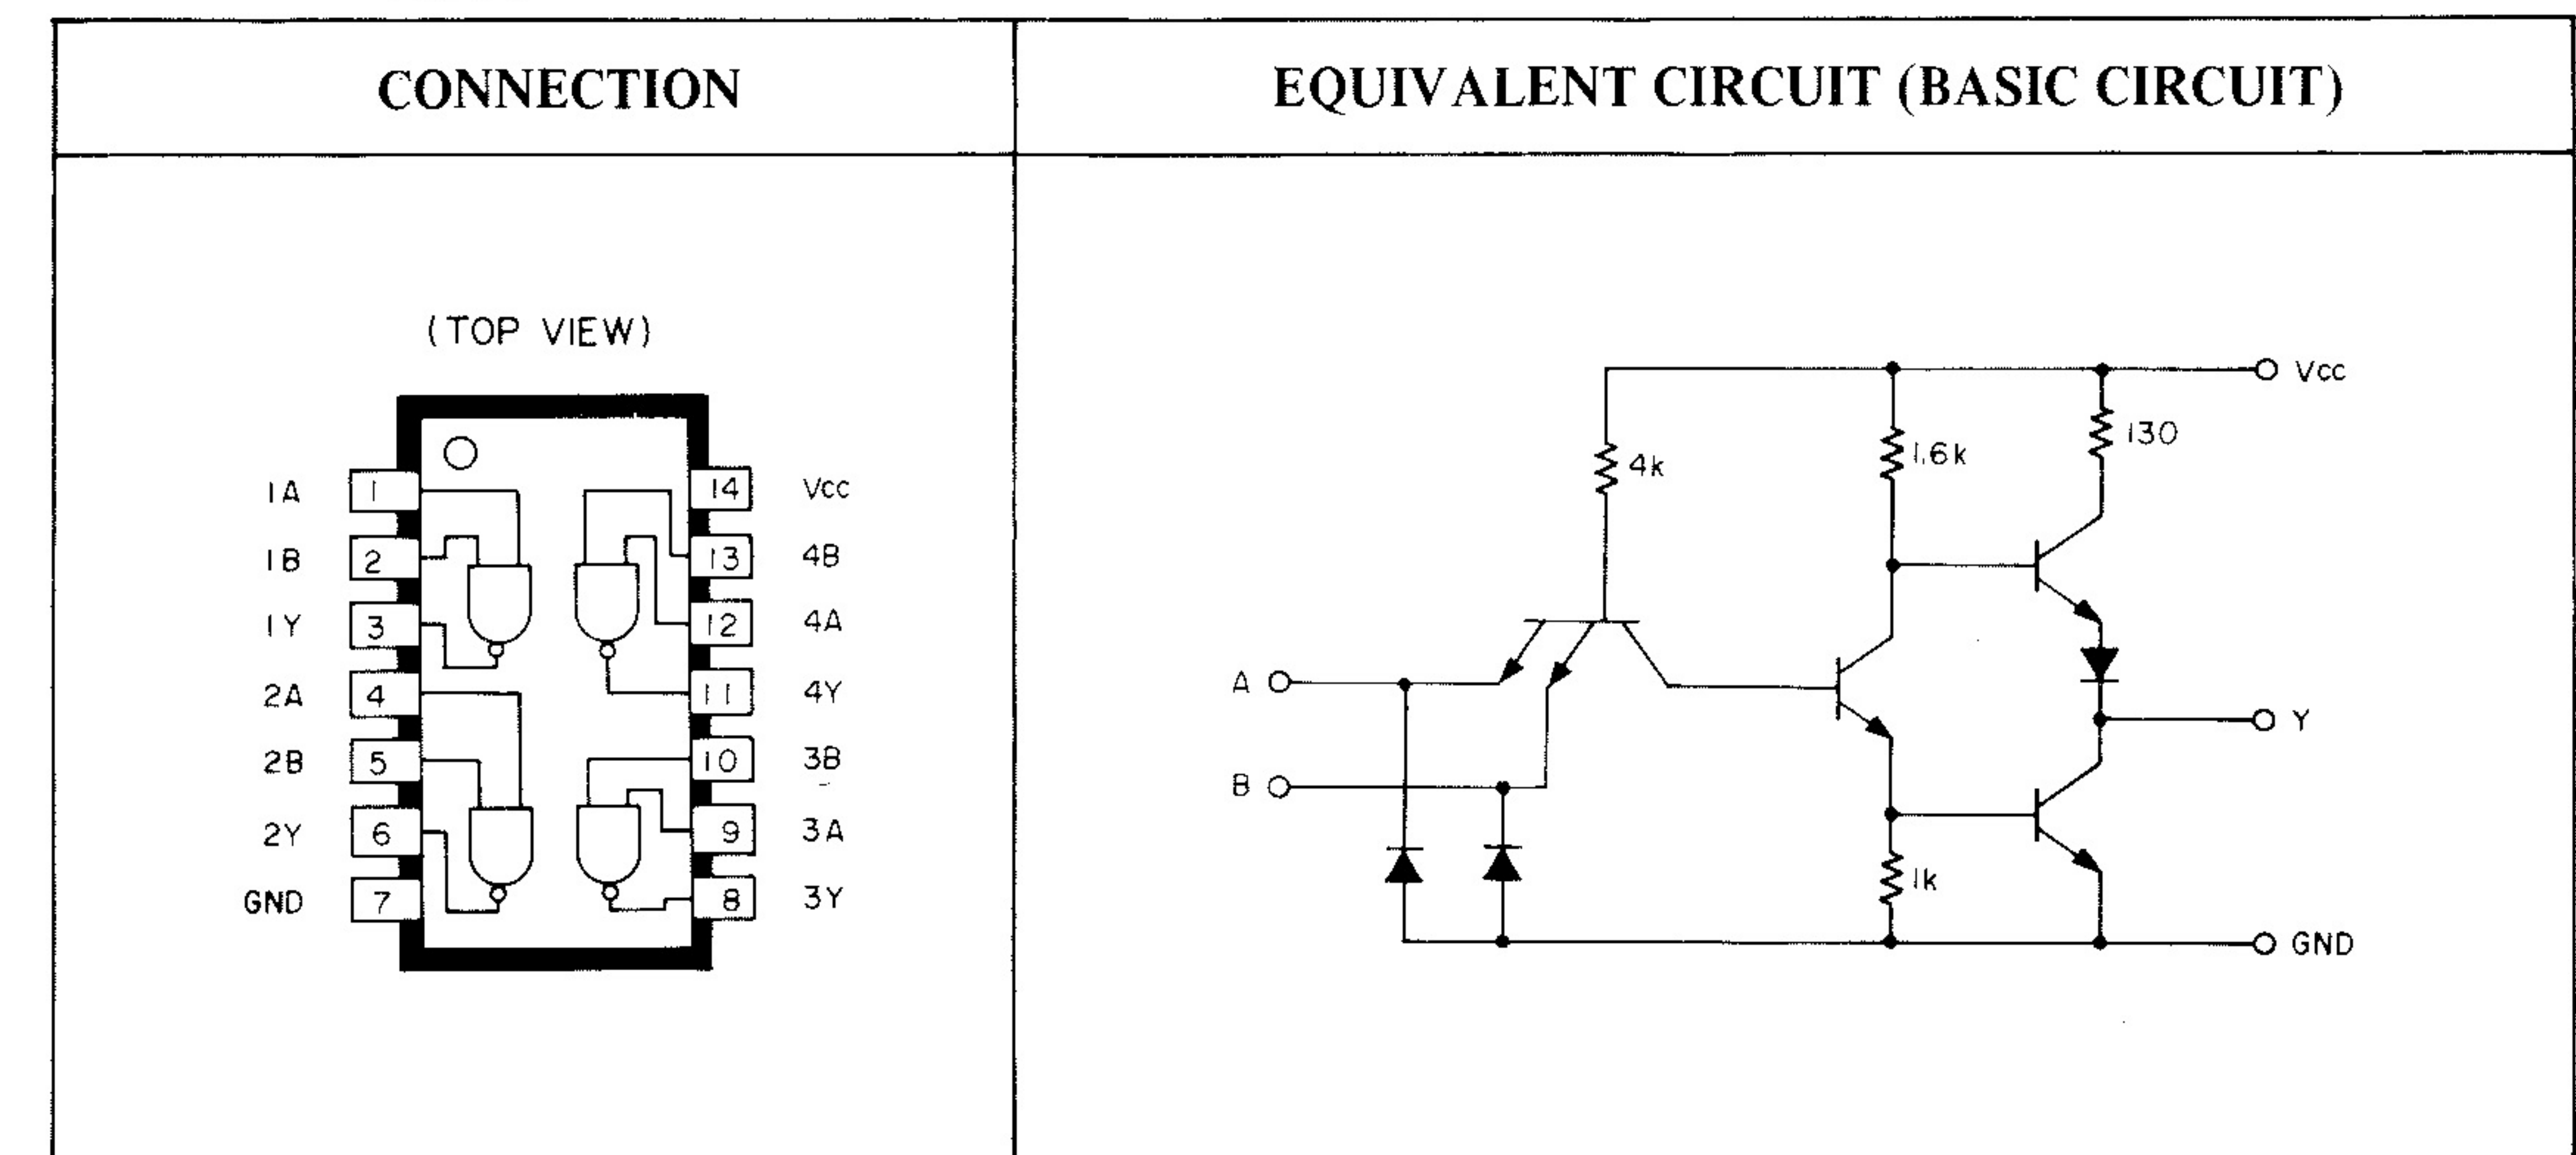 CONNECTION
EQUIVALENT CIRCUIT (BASIC CIRCUIT)
(TOP VIEW)
1A 1 14 Vcc
1B 2 13 4B
1Y 3 12 4A
2A 4 11 4Y
2B 5 10 3B
2Y 6 9 3A
GND 7 8 3Y
Vcc
130
1.6k
4k
A
Y
B
1k
GND